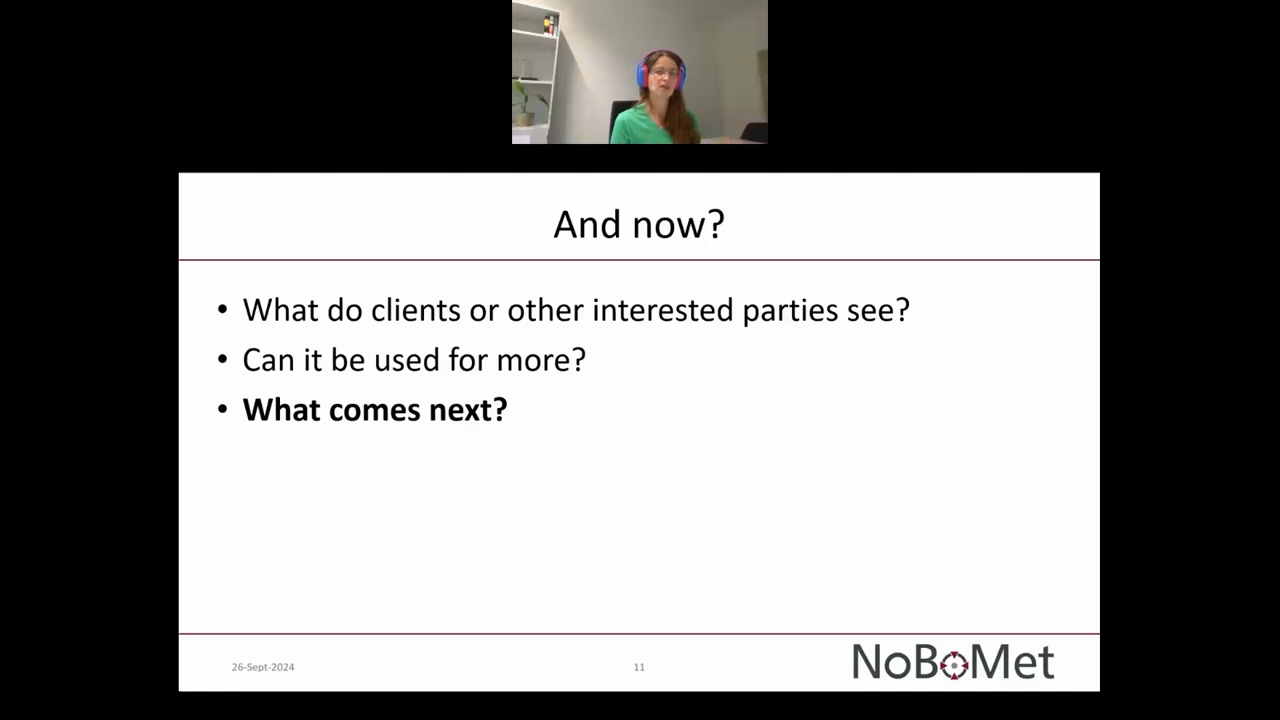 And now?
• What do clients or other interested parties see?
• Can it be used for more?
• What comes next?
26-Sept-2024
11
NoBoMet